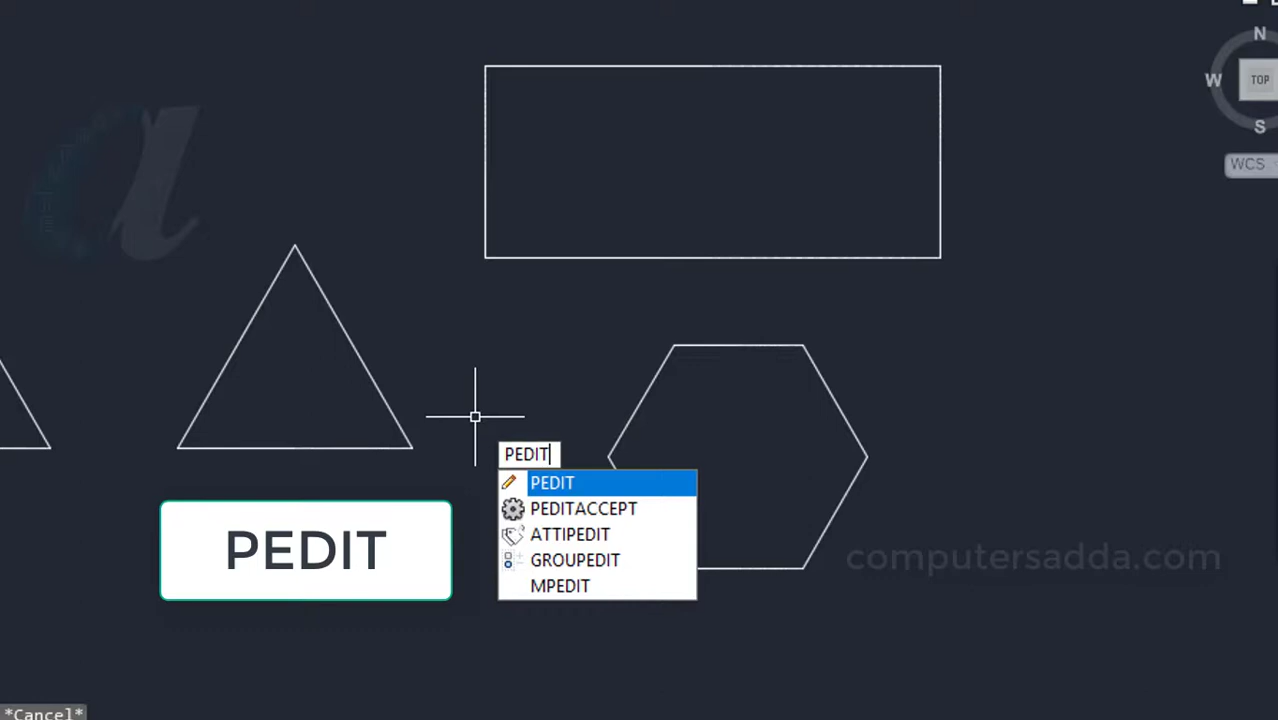 N
W
TOP
S
WCS
PEDIT
PEDIT
PEDITACCEPT
ATTIPEDIT
GROUPEDIT
MPEDIT
PEDIT
computersadda.com
*Cancel*